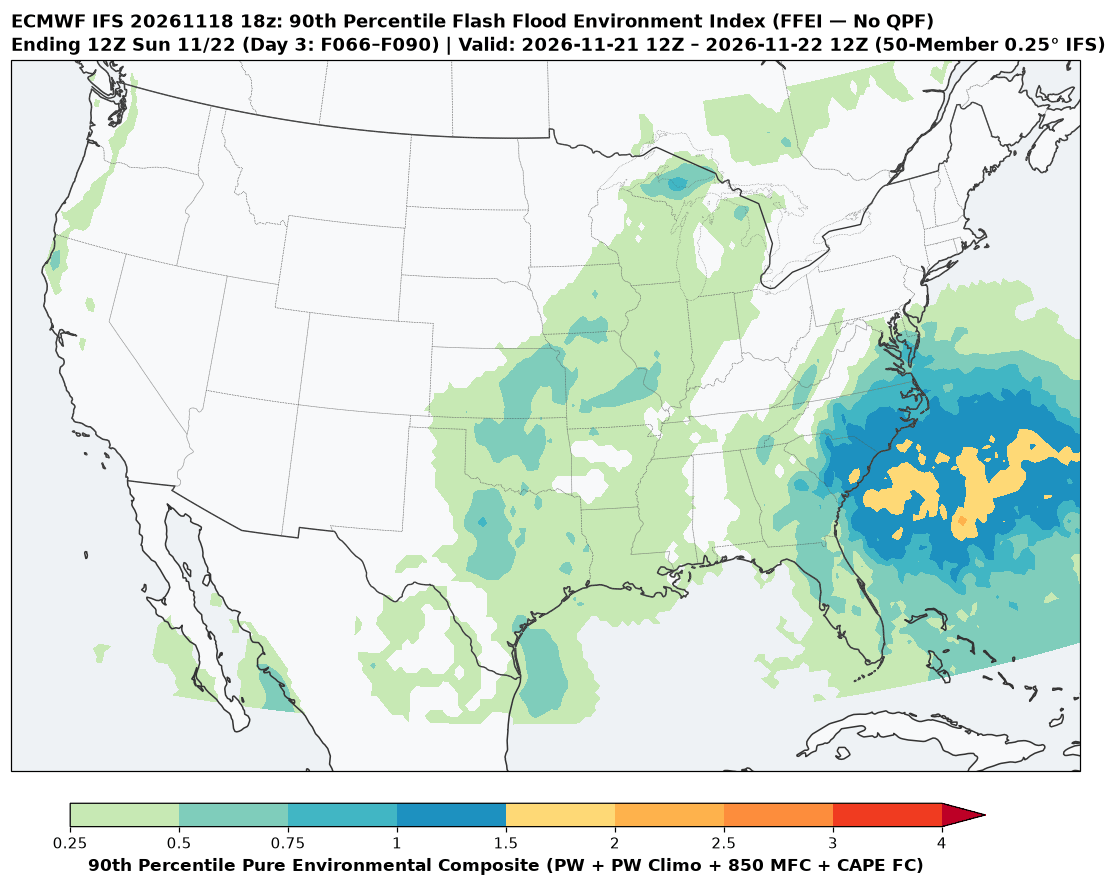 ECMWF IFS 20261118 18z: 90th Percentile Flash Flood Environment Index (FFEI — No QPF)
Ending 12Z Sun 11/22 (Day 3: F066–F090) | Valid: 2026-11-21 12Z – 2026-11-22 12Z (50-Member 0.25° IFS)
0.25 0.5 0.75 1 1.5 2 2.5 3 4
90th Percentile Pure Environmental Composite (PW + PW Climo + 850 MFC + CAPE FC)